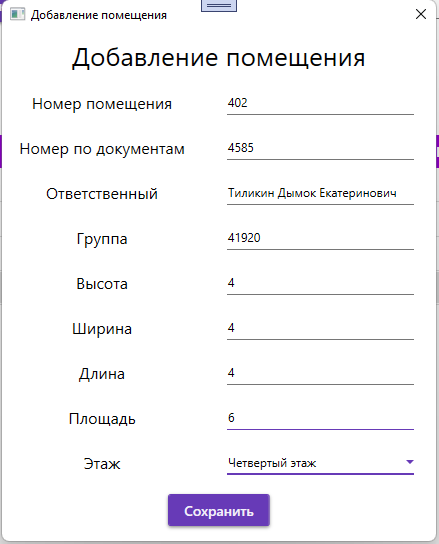 Добавление помещения
Добавление помещения
Номер помещения 402
Номер по документам 4585
Ответственный Тиликин Дымок Екатеринович
Группа 41920
Высота 4
Ширина 4
Длина 4
Площадь 6
Этаж Четвертый этаж
Сохранить